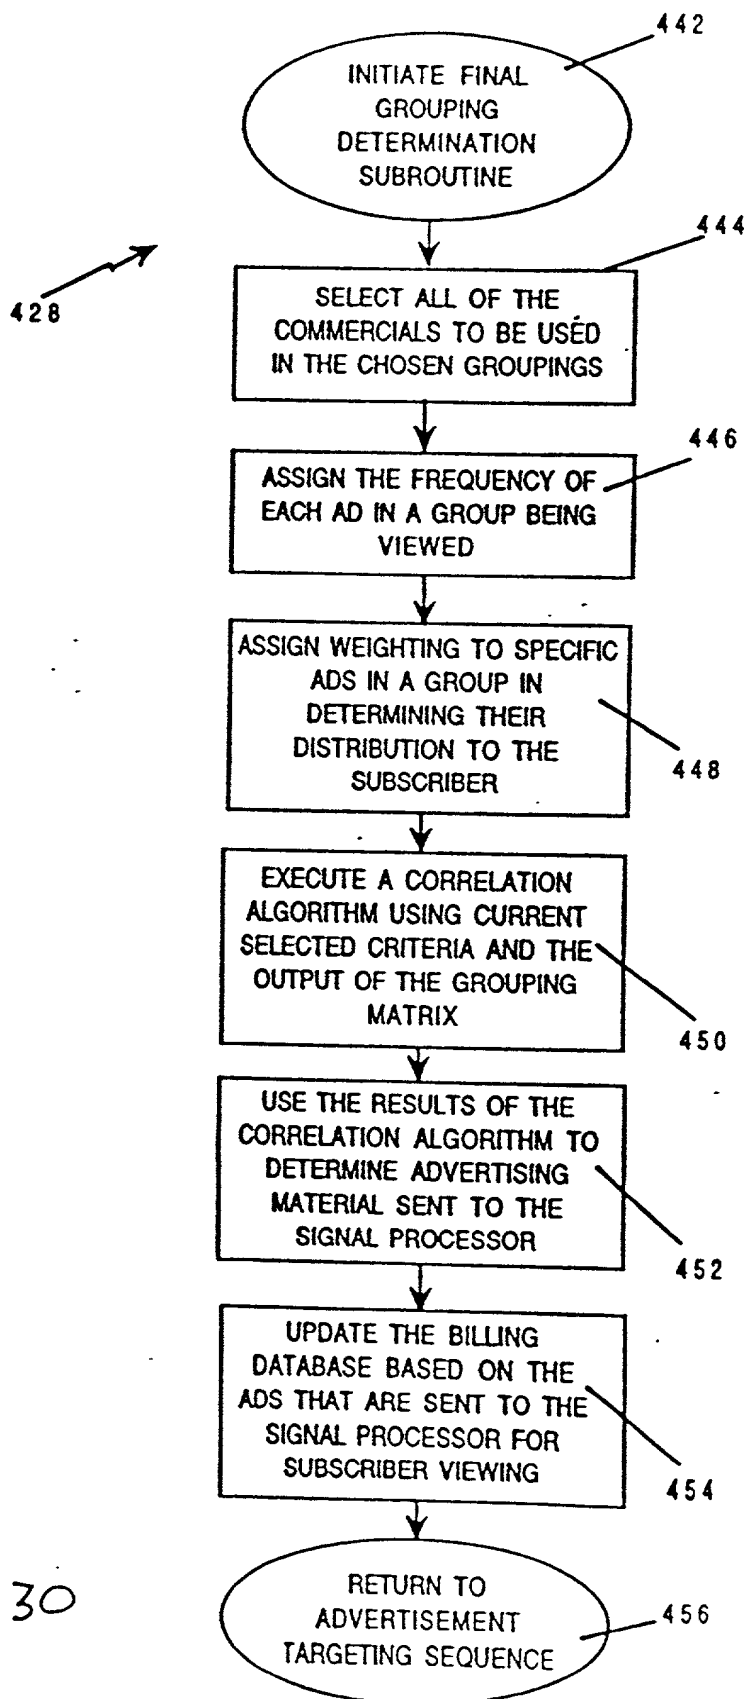 442
INITIATE FINAL
GROUPING
DETERMINATION
SUBROUTINE
444
428
SELECT ALL OF THE
COMMERCIALS TO BE USED
IN THE CHOSEN GROUPINGS
446
ASSIGN THE FREQUENCY OF
EACH AD IN A GROUP BEING
VIEWED
ASSIGN WEIGHTING TO SPECIFIC
ADS IN A GROUP IN
DETERMINING THEIR
DISTRIBUTION TO THE
SUBSCRIBER
448
EXECUTE A CORRELATION
ALGORITHM USING CURRENT
SELECTED CRITERIA AND THE
OUTPUT OF THE GROUPING
MATRIX
450
USE THE RESULTS OF THE
CORRELATION ALGORITHM TO
DETERMINE ADVERTISING
MATERIAL SENT TO THE
SIGNAL PROCESSOR
452
UPDATE THE BILLING
DATABASE BASED ON THE
ADS THAT ARE SENT TO THE
SIGNAL PROCESSOR FOR
SUBSCRIBER VIEWING
454
30
RETURN TO
ADVERTISEMENT
TARGETING SEQUENCE
456